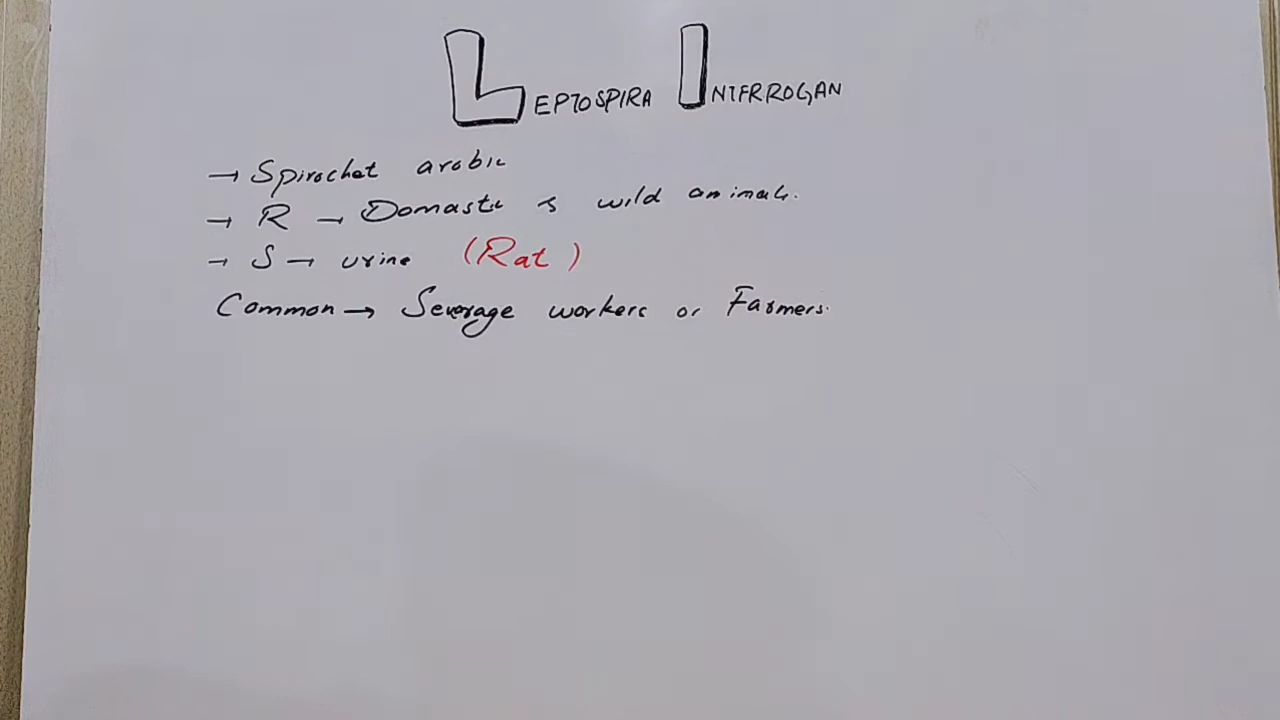 LEPTOSPIRA INTERROGAN
→ Spirochet arobic
→ R → Domastic & wild animals.
→ S → urine (Rat)
Common → Severage workers or Farmers.